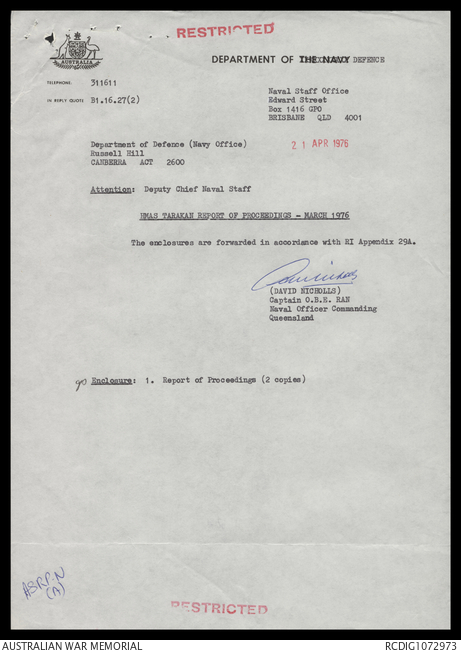 RESTRICTED
AUSTRALIA
DEPARTMENT OF THE NAVY DEFENCE
TELEPHONE: 311611
IN REPLY QUOTE B1.16.27(2)
Naval Staff Office
Edward Street
Box 1416 GPO
BRISBANE QLD 4001
21 APR 1976
Department of Defence (Navy Office)
Russell Hill
CANBERRA ACT 2600
Attention: Deputy Chief Naval Staff
HMAS TARAKAN REPORT OF PROCEEDINGS - MARCH 1976
The enclosures are forwarded in accordance with RI Appendix 29A.
(DAVID NICHOLLS)
Captain O.B.E. RAN
Naval Officer Commanding
Queensland
Enclosure: 1. Report of Proceedings (2 copies)
RESTRICTED
AUSTRALIAN WAR MEMORIAL
RCDIG1072973